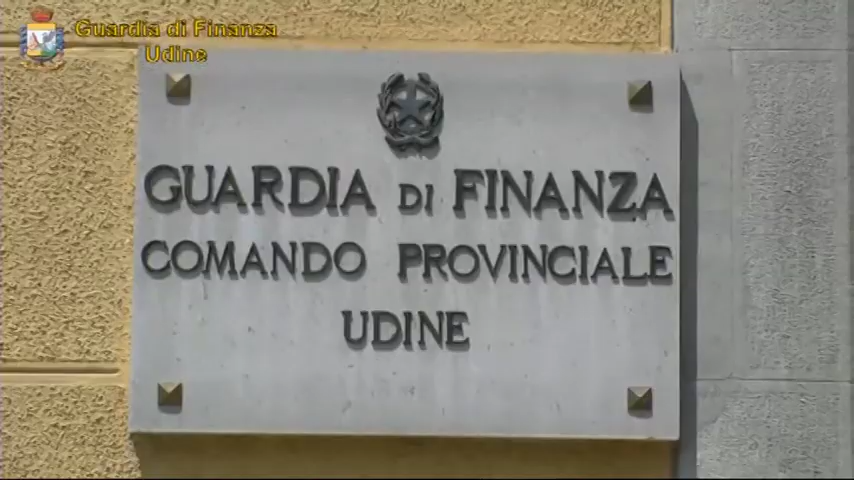 Guardia di Finanza
Udine
GUARDIA DI FINANZA
COMANDO PROVINCIALE
UDINE